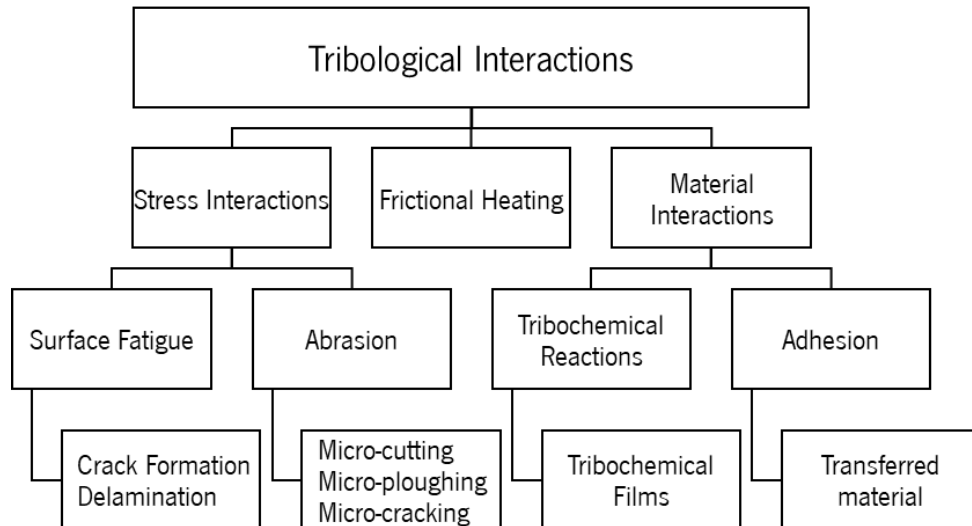 Tribological Interactions
Stress Interactions
Frictional Heating
Material
Interactions
Surface Fatigue
Abrasion
Tribochemical
Reactions
Adhesion
Crack Formation
Delamination
Micro-cutting
Micro-ploughing
Micro-cracking
Tribochemical
Films
Transferred
material